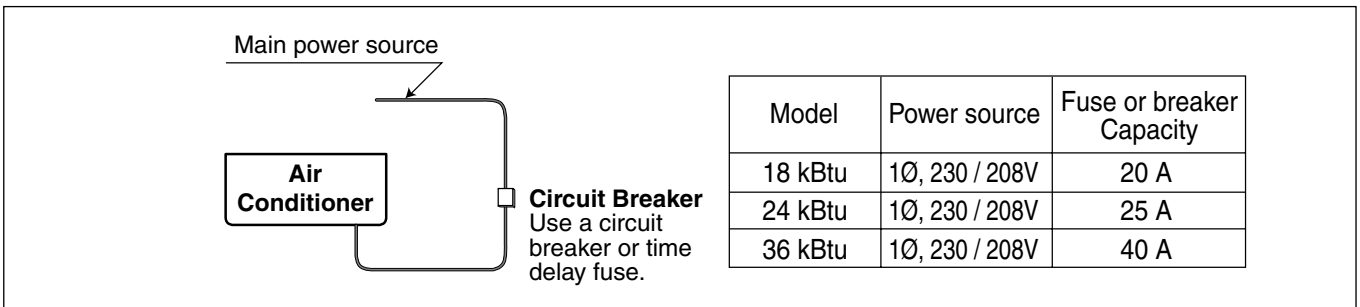 Main power source
Air
Conditioner
Circuit Breaker
Use a circuit
breaker or time
delay fuse.
Model Power source Fuse or breaker Capacity
18 kBtu 1Ø, 230 / 208V 20 A
24 kBtu 1Ø, 230 / 208V 25 A
36 kBtu 1Ø, 230 / 208V 40 A